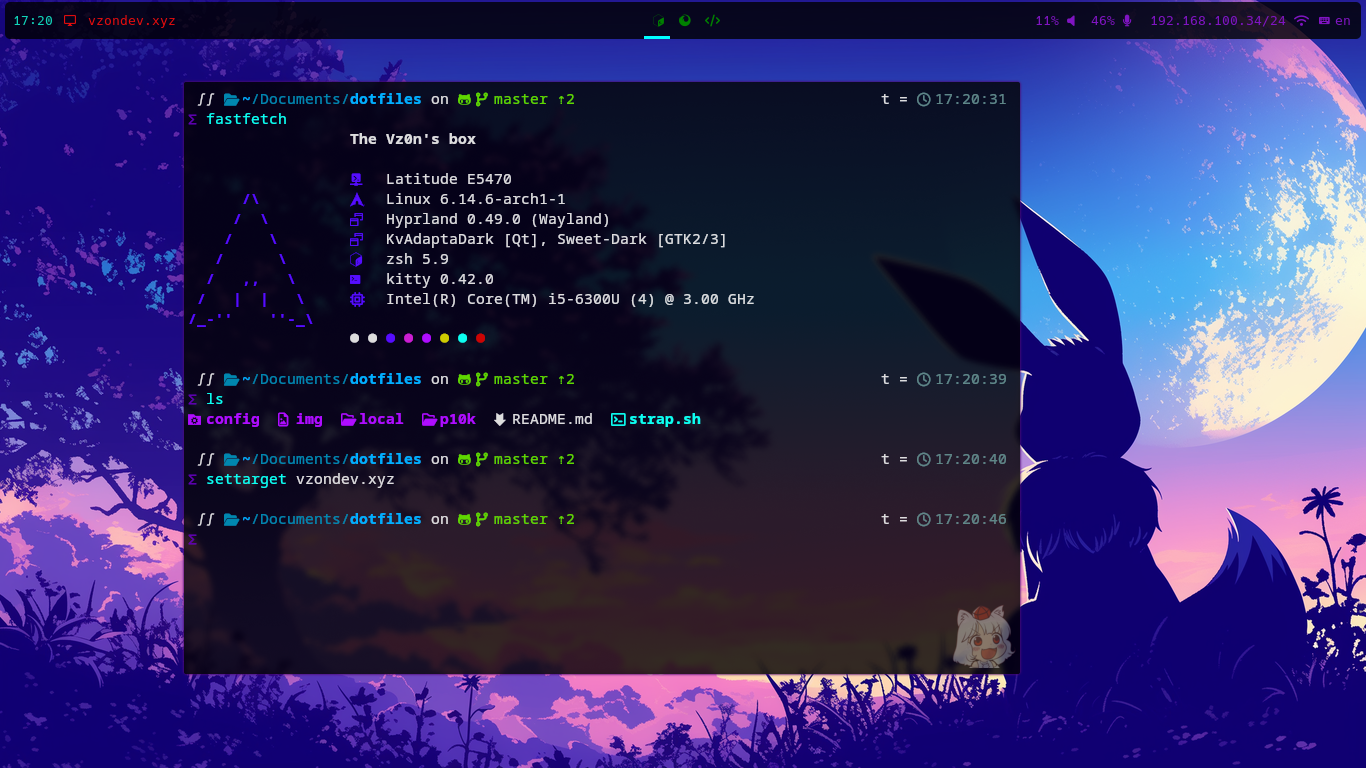 17:20 vzondev.xyz </> 11% 46% 192.168.100.34/24 en
∫∫ ~/Documents/dotfiles on master ↑2 t = 17:20:31
Σ fastfetch
The Vz0n's box
Latitude E5470
Linux 6.14.6-arch1-1
Hyprland 0.49.0 (Wayland)
KvAdaptaDark [Qt], Sweet-Dark [GTK2/3]
zsh 5.9
kitty 0.42.0
Intel(R) Core(TM) i5-6300U (4) @ 3.00 GHz
∫∫ ~/Documents/dotfiles on master ↑2 t = 17:20:39
Σ ls
config img local p10k README.md strap.sh
∫∫ ~/Documents/dotfiles on master ↑2 t = 17:20:40
Σ settarget vzondev.xyz
∫∫ ~/Documents/dotfiles on master ↑2 t = 17:20:46
Σ